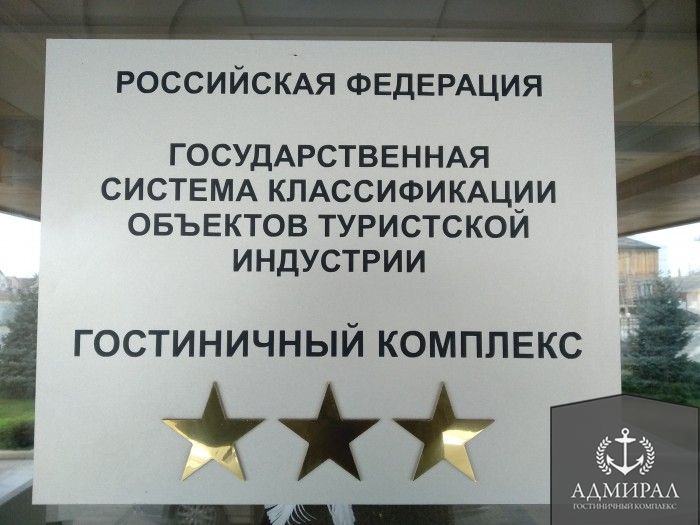 РОССИЙСКАЯ ФЕДЕРАЦИЯ
ГОСУДАРСТВЕННАЯ
СИСТЕМА КЛАССИФИКАЦИИ
ОБЪЕКТОВ ТУРИСТСКОЙ
ИНДУСТРИИ
ГОСТИНИЧНЫЙ КОМПЛЕКС
АДМИРАЛ
ГОСТИНИЧНЫЙ КОМПЛЕКС